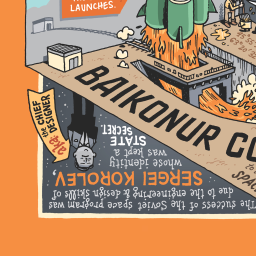 LAUNCHES.
BAIKONUR CO
The success of the Soviet space program was
due to the engineering & design skills of
SERGEI KOROLEV,
whose identity
was kept a
STATE
SECRET
aka
the CHIEF
DESIGNER